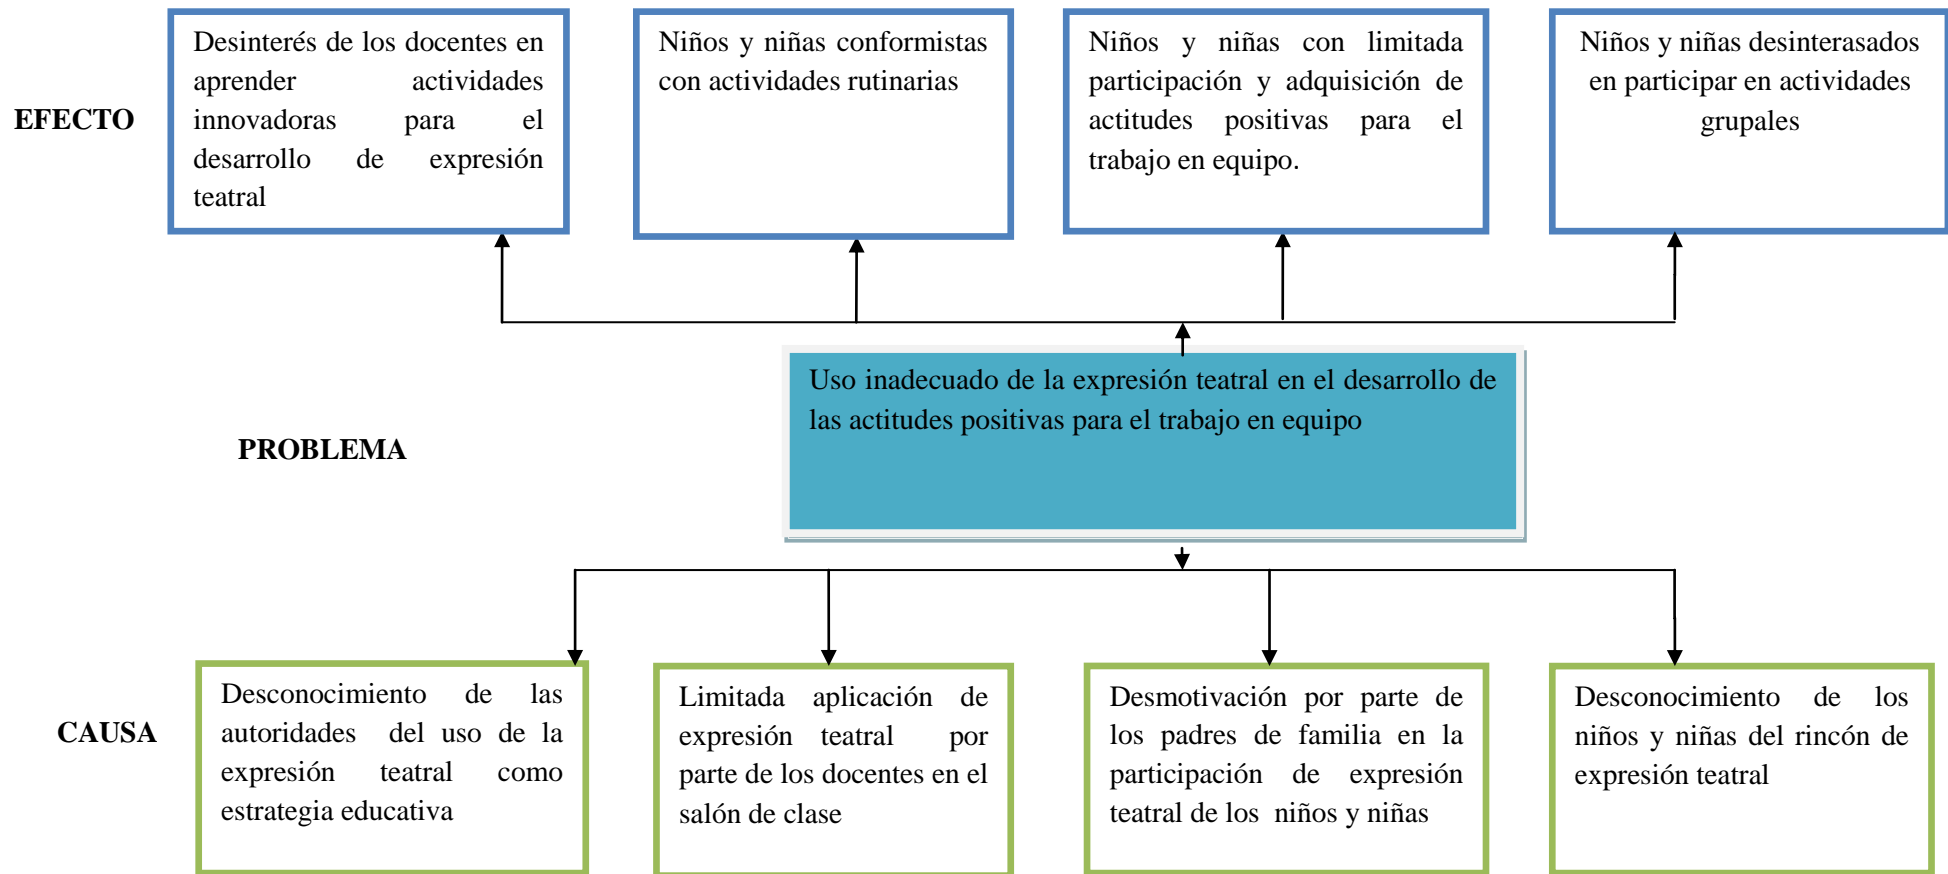 Desinterés de los docentes en
aprender actividades
innovadoras para el
desarrollo de expresión
teatral
Niños y niñas conformistas
con actividades rutinarias
Niños y niñas con limitada
participación y adquisición de
actitudes positivas para el
trabajo en equipo.
Niños y niñas desinterasados
en participar en actividades
grupales
EFECTO
Uso inadecuado de la expresión teatral en el desarrollo de
las actitudes positivas para el trabajo en equipo
PROBLEMA
CAUSA
Desconocimiento de las
autoridades del uso de la
expresión teatral como
estrategia educativa
Limitada aplicación de
expresión teatral por
parte de los docentes en el
salón de clase
Desmotivación por parte de
los padres de familia en la
participación de expresión
teatral de los niños y niñas
Desconocimiento de los
niños y niñas del rincón de
expresión teatral